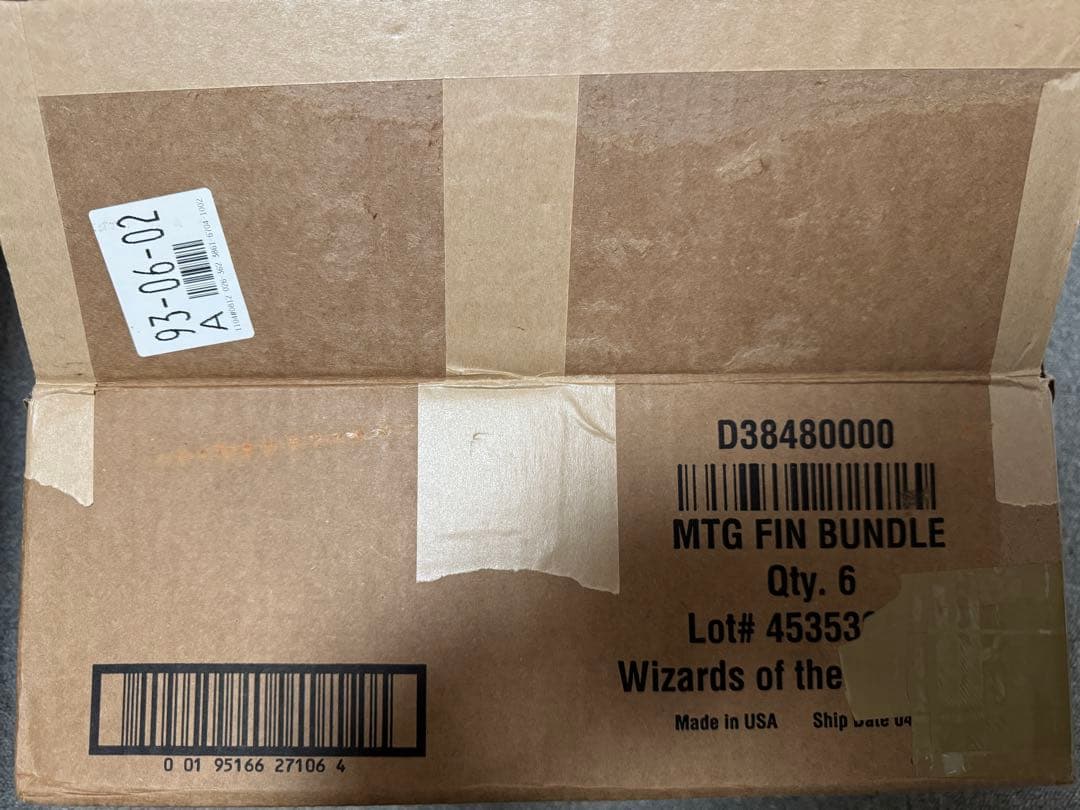 93-06-02
A
D38480000
MTG FIN BUNDLE
Qty. 6
Lot# 45353
Wizards of the
Made in USA Ship Date 04
0 01 95166 27106 4